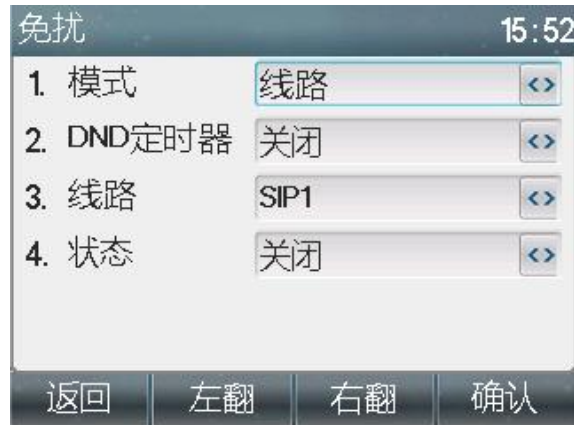 免扰 15:52
1. 模式 线路
2. DND定时器 关闭
3. 线路 SIP1
4. 状态 关闭
返回 左翻 右翻 确认